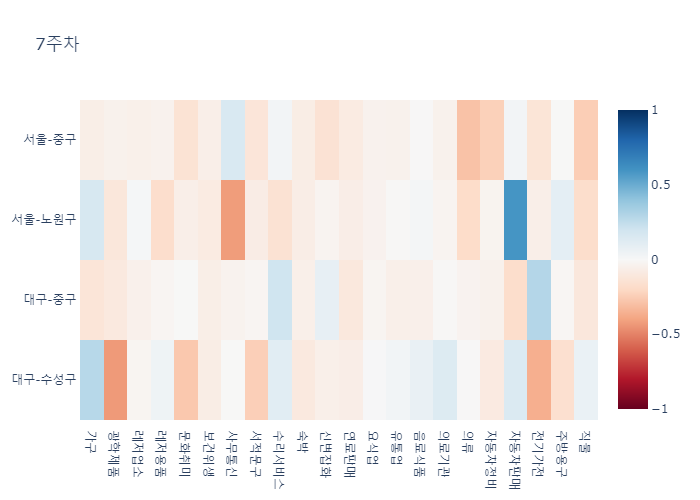 7주차
서울-중구
서울-노원구
대구-중구
대구-수성구
가구
광학제품
레저업소
레저용품
문화취미
보건위생
사무통신
서적문구
수리서비스
숙박
신변잡화
연료판매
요식업
유통업
음료식품
의료기관
의류
자동차정비
자동차판매
전기가전
주방용구
직물
1
0.5
0
−0.5
−1